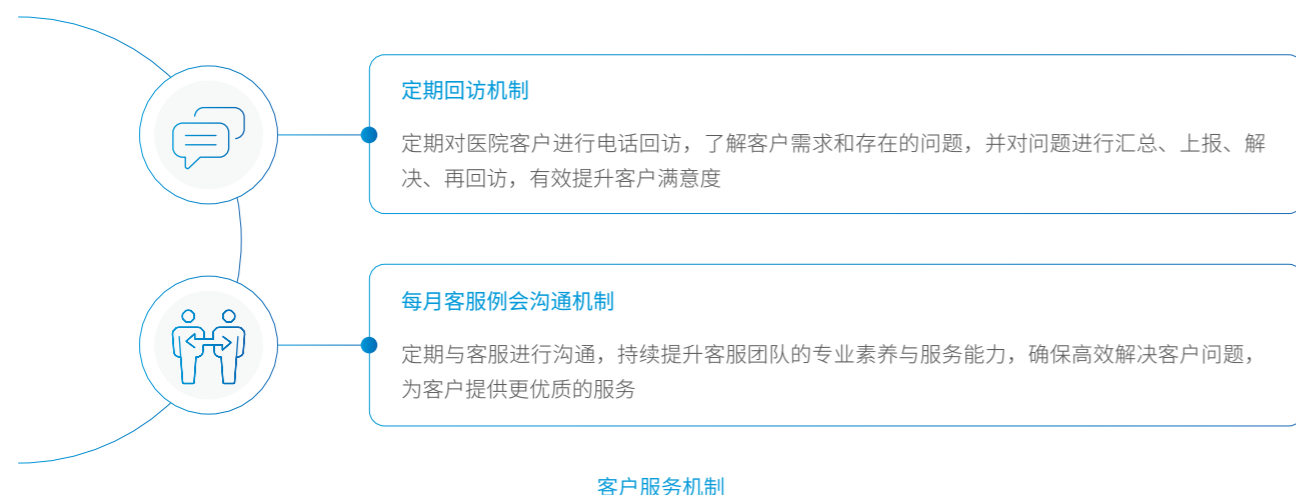 定期回访机制
定期对医院客户进行电话回访，了解客户需求和存在的问题，并对问题进行汇总、上报、解
决、再回访，有效提升客户满意度
每月客服例会沟通机制
定期与客服进行沟通，持续提升客服团队的专业素养与服务能力，确保高效解决客户问题，
为客户提供更优质的服务
客户服务机制